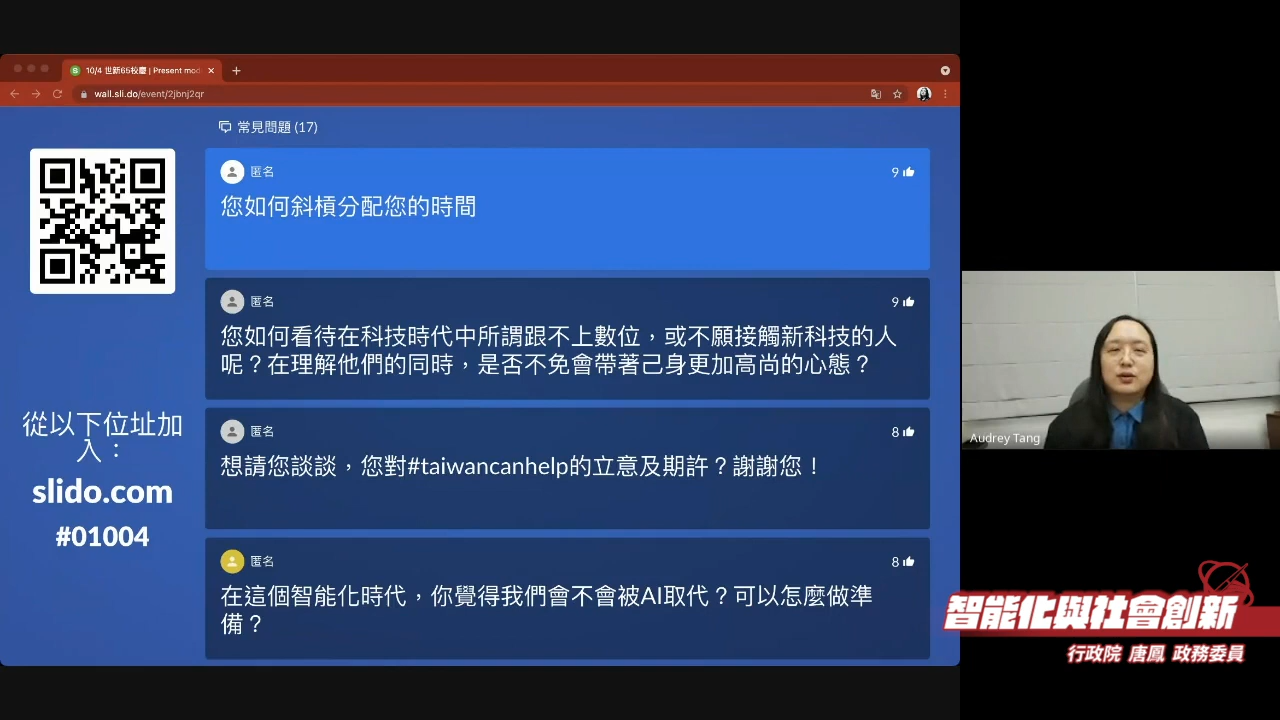 10/4 世新65校慶 | Present mod
wall.sli.do/event/2jbnj2qr
常見問題 (17)
匿名
9
您如何斜槓分配您的時間
匿名
9
您如何看待在科技時代中所謂跟不上數位，或不願接觸新科技的人
呢？在理解他們的同時，是否不免會帶著己身更加高尚的心態？
匿名
8
想請您談談，您對#taiwancanhelp的立意及期許？謝謝您！
匿名
8
在這個智能化時代，你覺得我們會不會被AI取代？可以怎麼做準
備？
從以下位址加
入：
slido.com
#01004
Audrey Tang
智能化與社會創新
行政院 唐鳳 政務委員